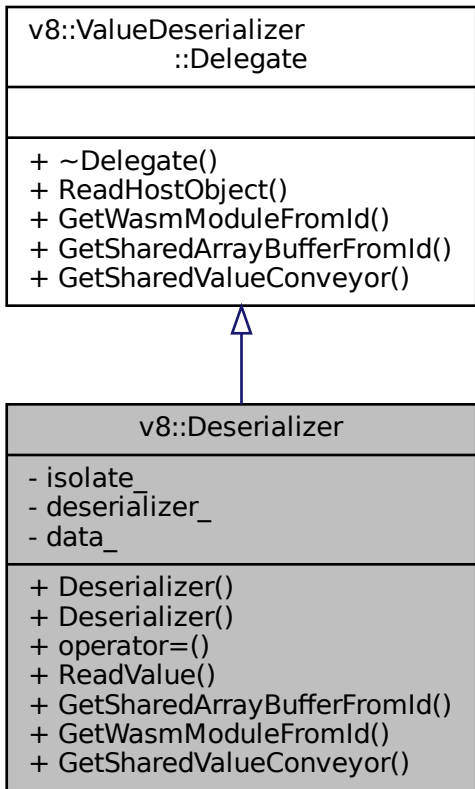 v8::ValueDeserializer
::Delegate
+ ~Delegate()
+ ReadHostObject()
+ GetWasmModuleFromId()
+ GetSharedArrayBufferFromId()
+ GetSharedValueConveyor()
v8::Deserializer
- isolate_
- deserializer_
- data_
+ Deserializer()
+ Deserializer()
+ operator=()
+ ReadValue()
+ GetSharedArrayBufferFromId()
+ GetWasmModuleFromId()
+ GetSharedValueConveyor()